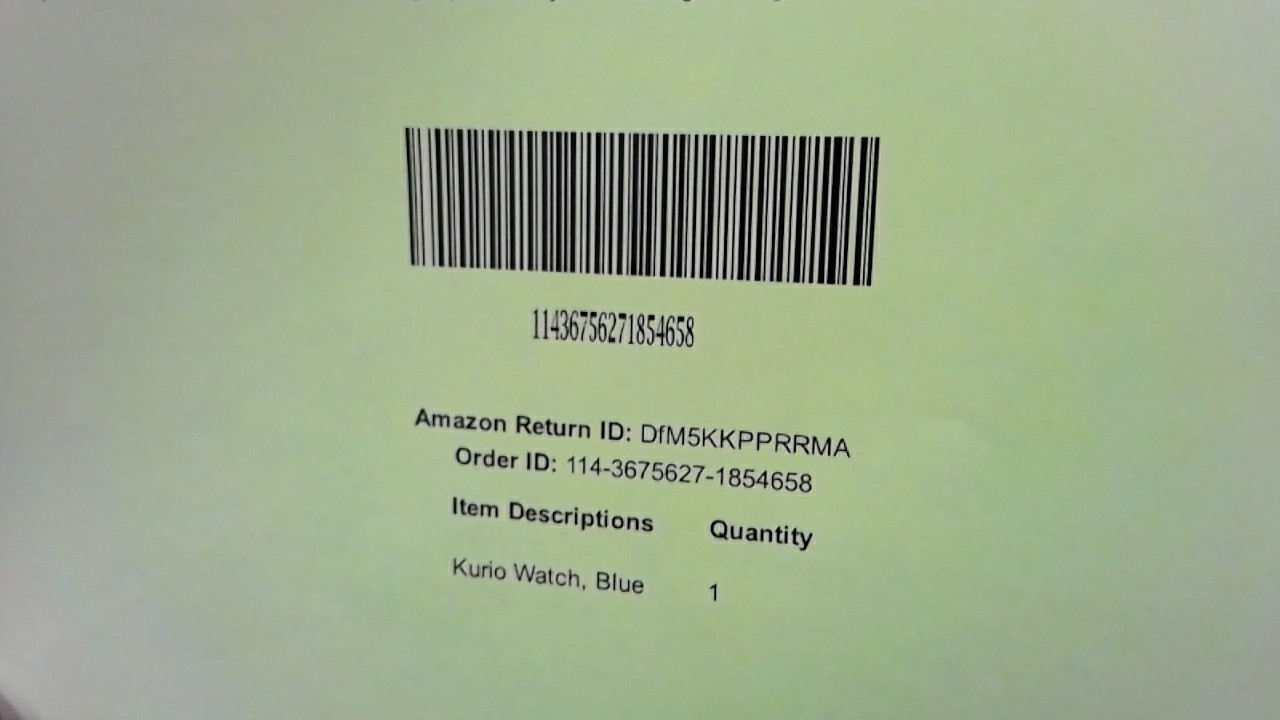 11436756271854658
Amazon Return ID: DfM5KKPPRRMA
Order ID: 114-3675627-1854658
Item Descriptions Quantity
Kurio Watch, Blue 1